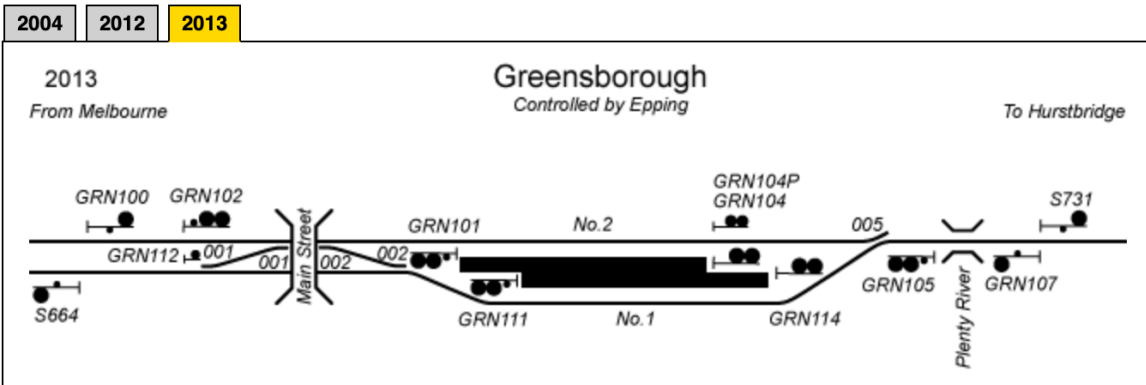 2004 2012 2013
2013
Greensborough
From Melbourne
Controlled by Epping
To Hurstbridge
GRN100 GRN102
GRN104P
GRN104
S731
GRN101
No.2
005
GRN112
001
001
002
002
Main Street
S664
GRN111
No.1
GRN114
GRN105
Plenty River
GRN107